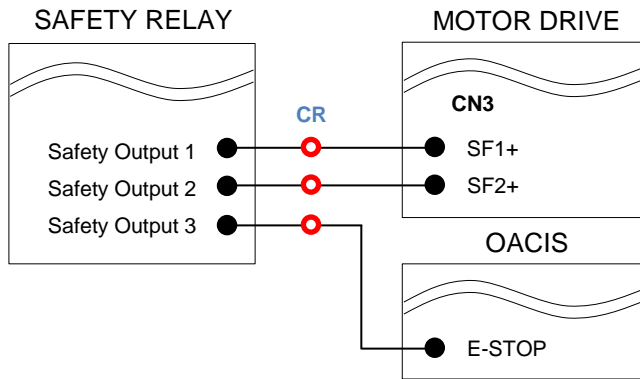 SAFETY RELAY
MOTOR DRIVE
CR
CN3
Safety Output 1
SF1+
Safety Output 2
SF2+
Safety Output 3
OACIS
E-STOP